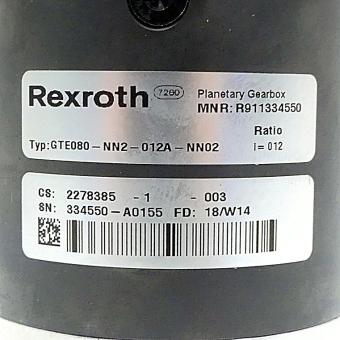 Rexroth 7260 Planetary Gearbox
MNR: R911334550
Ratio
Typ: GTE080-NN2-012A-NN02 i= 012
CS: 2278385 -1 -003
SN: 334550-A0155 FD: 18/W14